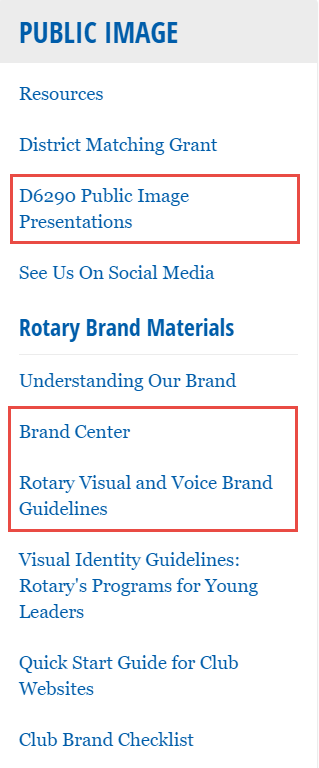 PUBLIC IMAGE
Resources
District Matching Grant
D6290 Public Image
Presentations
See Us On Social Media
Rotary Brand Materials
Understanding Our Brand
Brand Center
Rotary Visual and Voice Brand
Guidelines
Visual Identity Guidelines:
Rotary's Programs for Young
Leaders
Quick Start Guide for Club
Websites
Club Brand Checklist